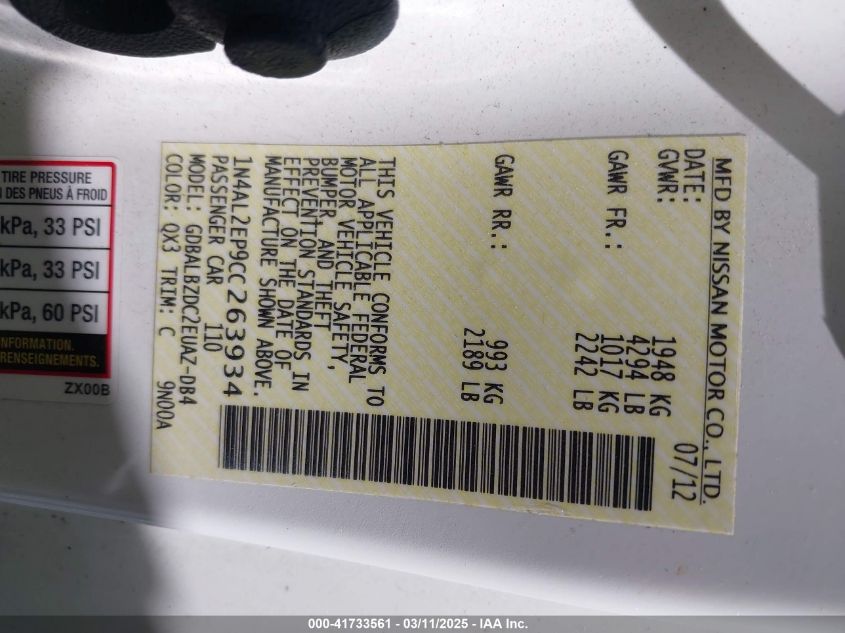 MFD BY NISSAN MOTOR CO., LTD.
DATE: 07/12
GVWR: 1948 KG
4294 LB
GAWR FR.: 1017 KG
2242 LB
GAWR RR.: 993 KG
2189 LB
THIS VEHICLE CONFORMS TO
ALL APPLICABLE FEDERAL
MOTOR VEHICLE SAFETY,
BUMPER AND THEFT
PREVENTION STANDARDS IN
EFFECT ON THE DATE OF
MANUFACTURE SHOWN ABOVE.
1N4AL2EP9CC263934
PASSENGER CAR 110
MODEL: GDBALBZDC2EUAZ-DB4
COLOR: QX3 TRIM: C 9N00A
TIRE PRESSURE
DES PNEUS À FROID
kPa, 33 PSI
kPa, 33 PSI
kPa, 60 PSI
INFORMATION.
RENSEIGNEMENTS.
ZX00B
000-41733561 - 03/11/2025 - IAA Inc.